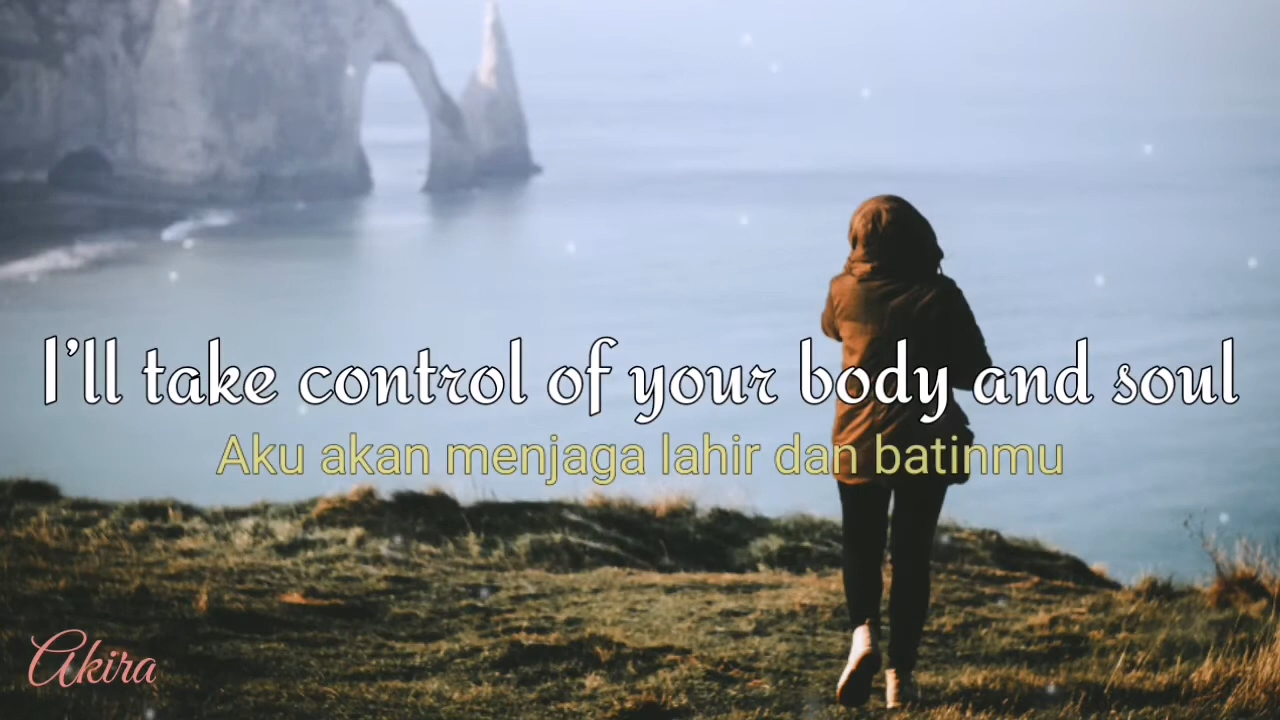 I'll take control of your body and soul
Aku akan menjaga lahir dan batinmu
Akira